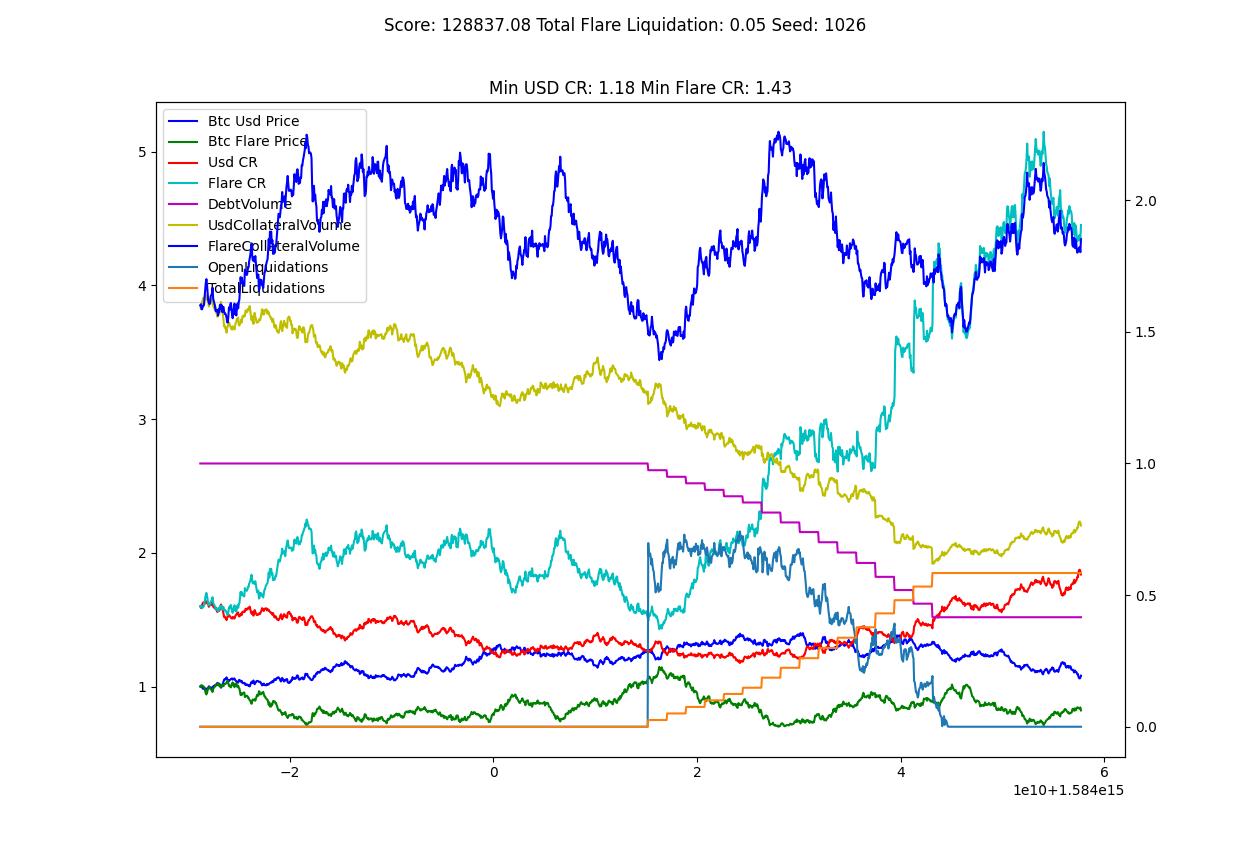 Score: 128837.08 Total Flare Liquidation: 0.05 Seed: 1026
Min USD CR: 1.18 Min Flare CR: 1.43
Btc Usd Price
Btc Flare Price
Usd CR
Flare CR
DebtVolume
UsdCollateralVolume
FlareCollateralVolume
OpenLiquidations
TotalLiquidations
5
4
3
2
1
2.0
1.5
1.0
0.5
0.0
−2
0
2
4
6
1e10+1.584e15